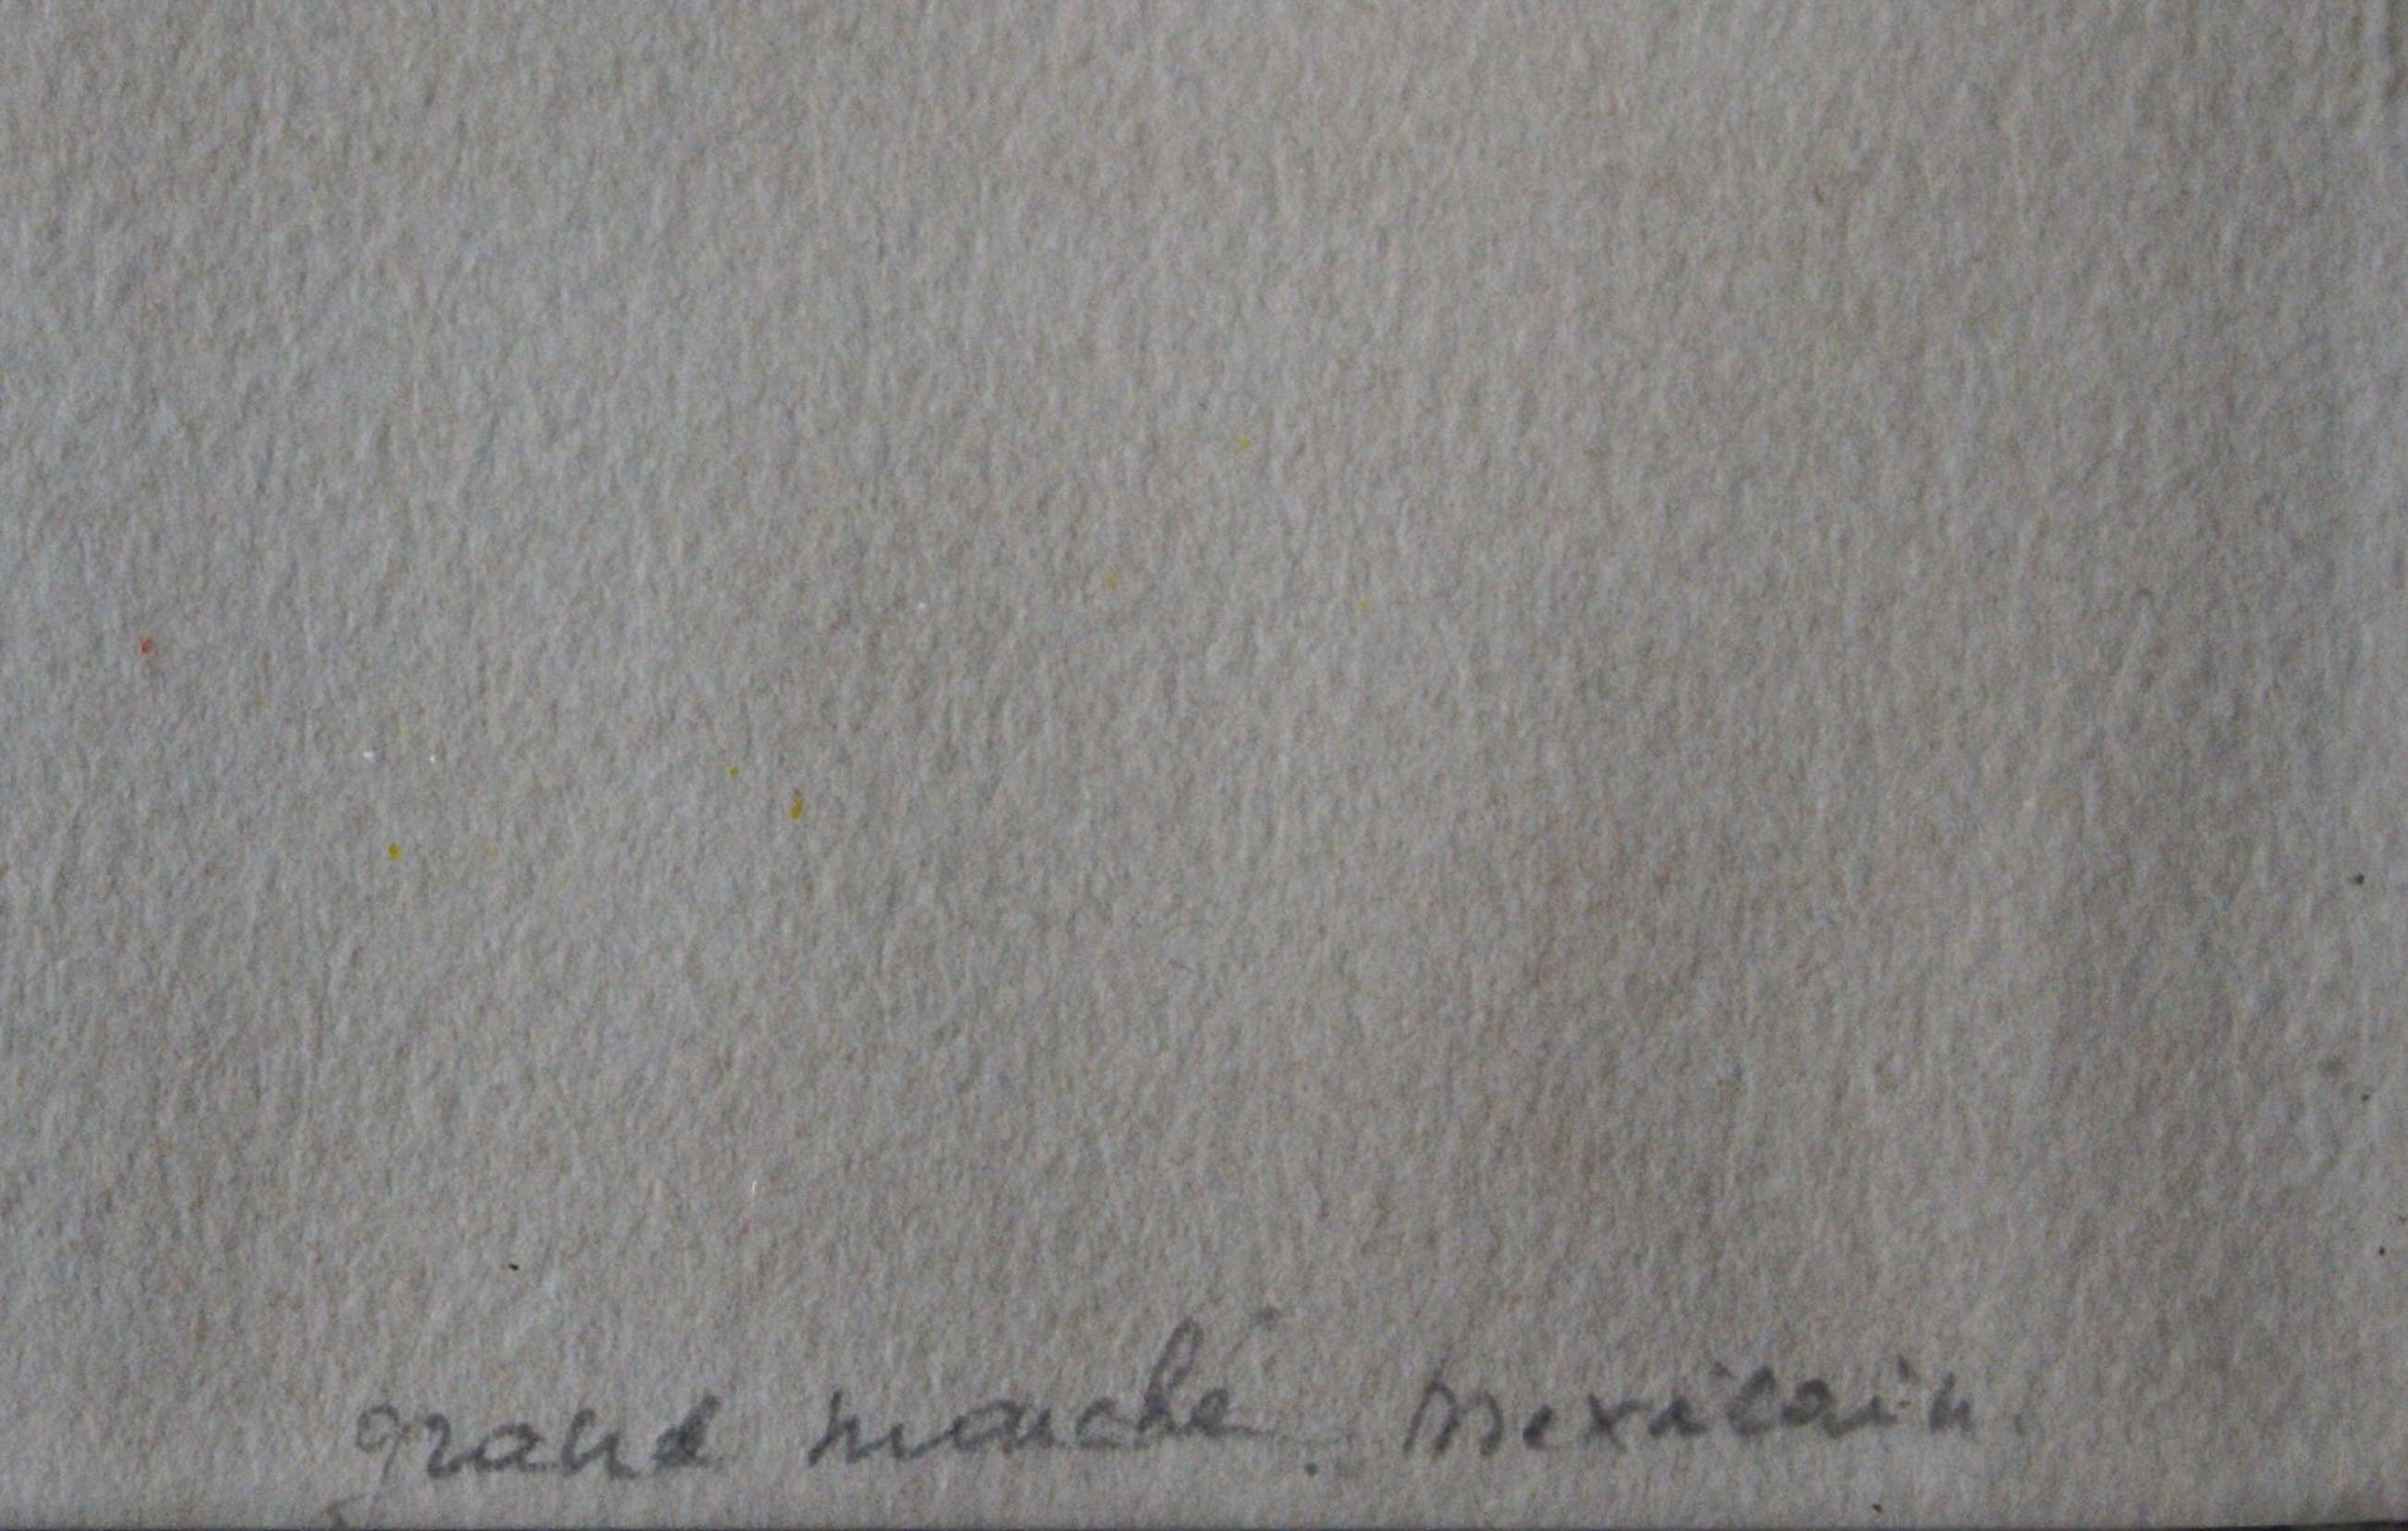 grand marché Mexicain.